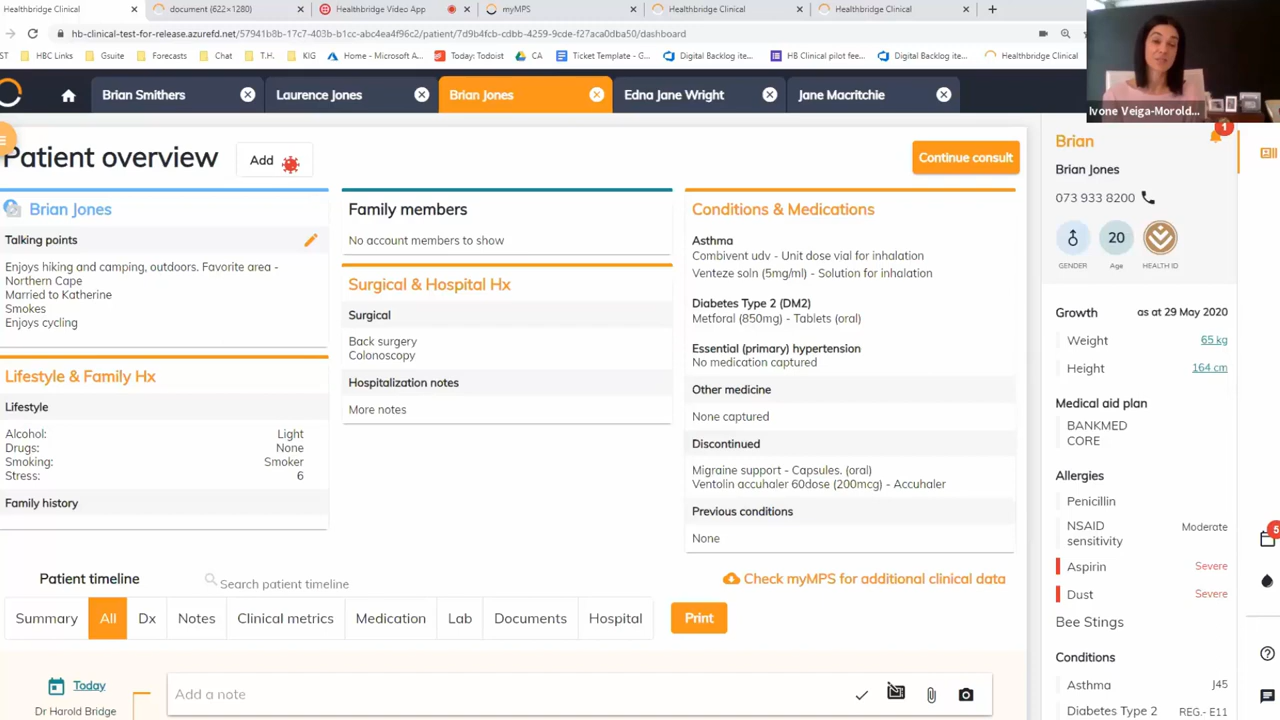 Healthbridge Clinical
document (622×1280)
Healthbridge Video App
myMPS
Healthbridge Clinical
Healthbridge Clinical
hb-clinical-test-for-release.azurefd.net/57941b8b-17c7-403b-b1cc-abc4ea4f96c2/patient/7d9b4fcb-cdbb-4259-9cde-f27aca0dba50/dashboard
ST
HBC Links
Gsuite
Forecasts
Chat
T.H.
KIG
Home - Microsoft A...
Today: Todoist
CA
Ticket Template - G...
Digital Backlog ite...
HB Clinical pilot fee...
Digital Backlog ite...
Healthbridge Clinical
Ivone Veiga-Morold...
Brian Smithers
Laurence Jones
Brian Jones
Edna Jane Wright
Jane Macritchie
Patient overview
Add
Continue consult
Brian Jones
Talking points
Enjoys hiking and camping, outdoors. Favorite area -
Northern Cape
Married to Katherine
Smokes
Enjoys cycling
Lifestyle & Family Hx
Lifestyle
Alcohol: Light
Drugs: None
Smoking: Smoker
Stress: 6
Family history
Family members
No account members to show
Surgical & Hospital Hx
Surgical
Back surgery
Colonoscopy
Hospitalization notes
More notes
Conditions & Medications
Asthma
Combivent udv - Unit dose vial for inhalation
Venteze soln (5mg/ml) - Solution for inhalation
Diabetes Type 2 (DM2)
Metforal (850mg) - Tablets (oral)
Essential (primary) hypertension
No medication captured
Other medicine
None captured
Discontinued
Migraine support - Capsules. (oral)
Ventolin accuhaler 60dose (200mcg) - Accuhaler
Previous conditions
None
Patient timeline
Search patient timeline
Check myMPS for additional clinical data
Summary
All
Dx
Notes
Clinical metrics
Medication
Lab
Documents
Hospital
Print
Today
Dr Harold Bridge
Add a note
Brian
1
Brian Jones
073 933 8200
20
GENDER
Age
HEALTH ID
Growth as at 29 May 2020
Weight 65 kg
Height 164 cm
Medical aid plan
BANKMED
CORE
Allergies
Penicillin
NSAID Moderate
sensitivity
Aspirin Severe
Dust Severe
Bee Stings
Conditions
Asthma J45
Diabetes Type 2 REG.- E11
5